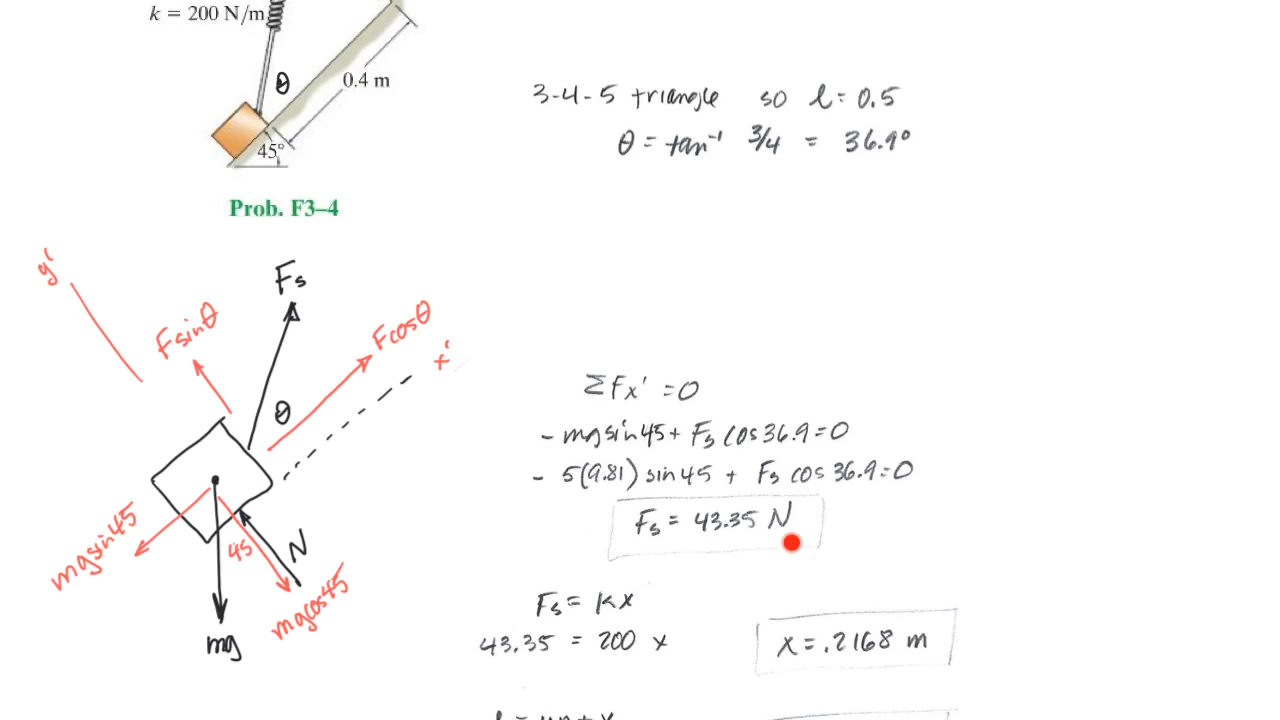 k = 200 N/m
θ
0.4 m
45°
Prob. F3–4
3-4-5 triangle so l = 0.5
θ = tan⁻¹ 3/4 = 36.9°
y'
Fs
Fsinθ
Fcosθ
x'
θ
mgsin45
45
N
mgcos45
mg
ΣFx' = 0
- mgsin45 + Fs cos36.9 = 0
- 5(9.81) sin45 + Fs cos 36.9 = 0
Fs = 43.35 N
Fs = Kx
43.35 = 200 x
x = .2168 m